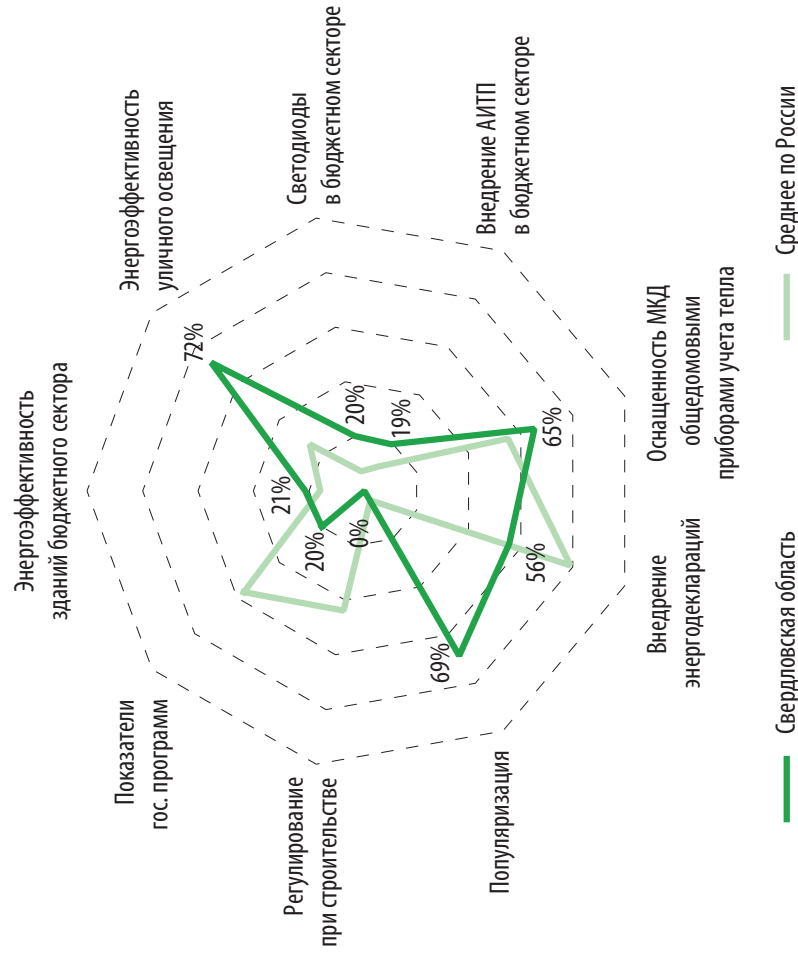 Энергоэффективность
зданий бюджетного сектора
Энергоэффективность
уличного освещения
Светодиоды
в бюджетном секторе
Внедрение АИТП
в бюджетном секторе
Оснащенность МКД
общедомовыми
приборами учета тепла
Внедрение
энергодеклараций
Популяризация
Регулирование
при строительстве
Показатели
гос. программ
21%
72%
20%
19%
65%
56%
69%
0%
20%
Свердловская область
Среднее по России